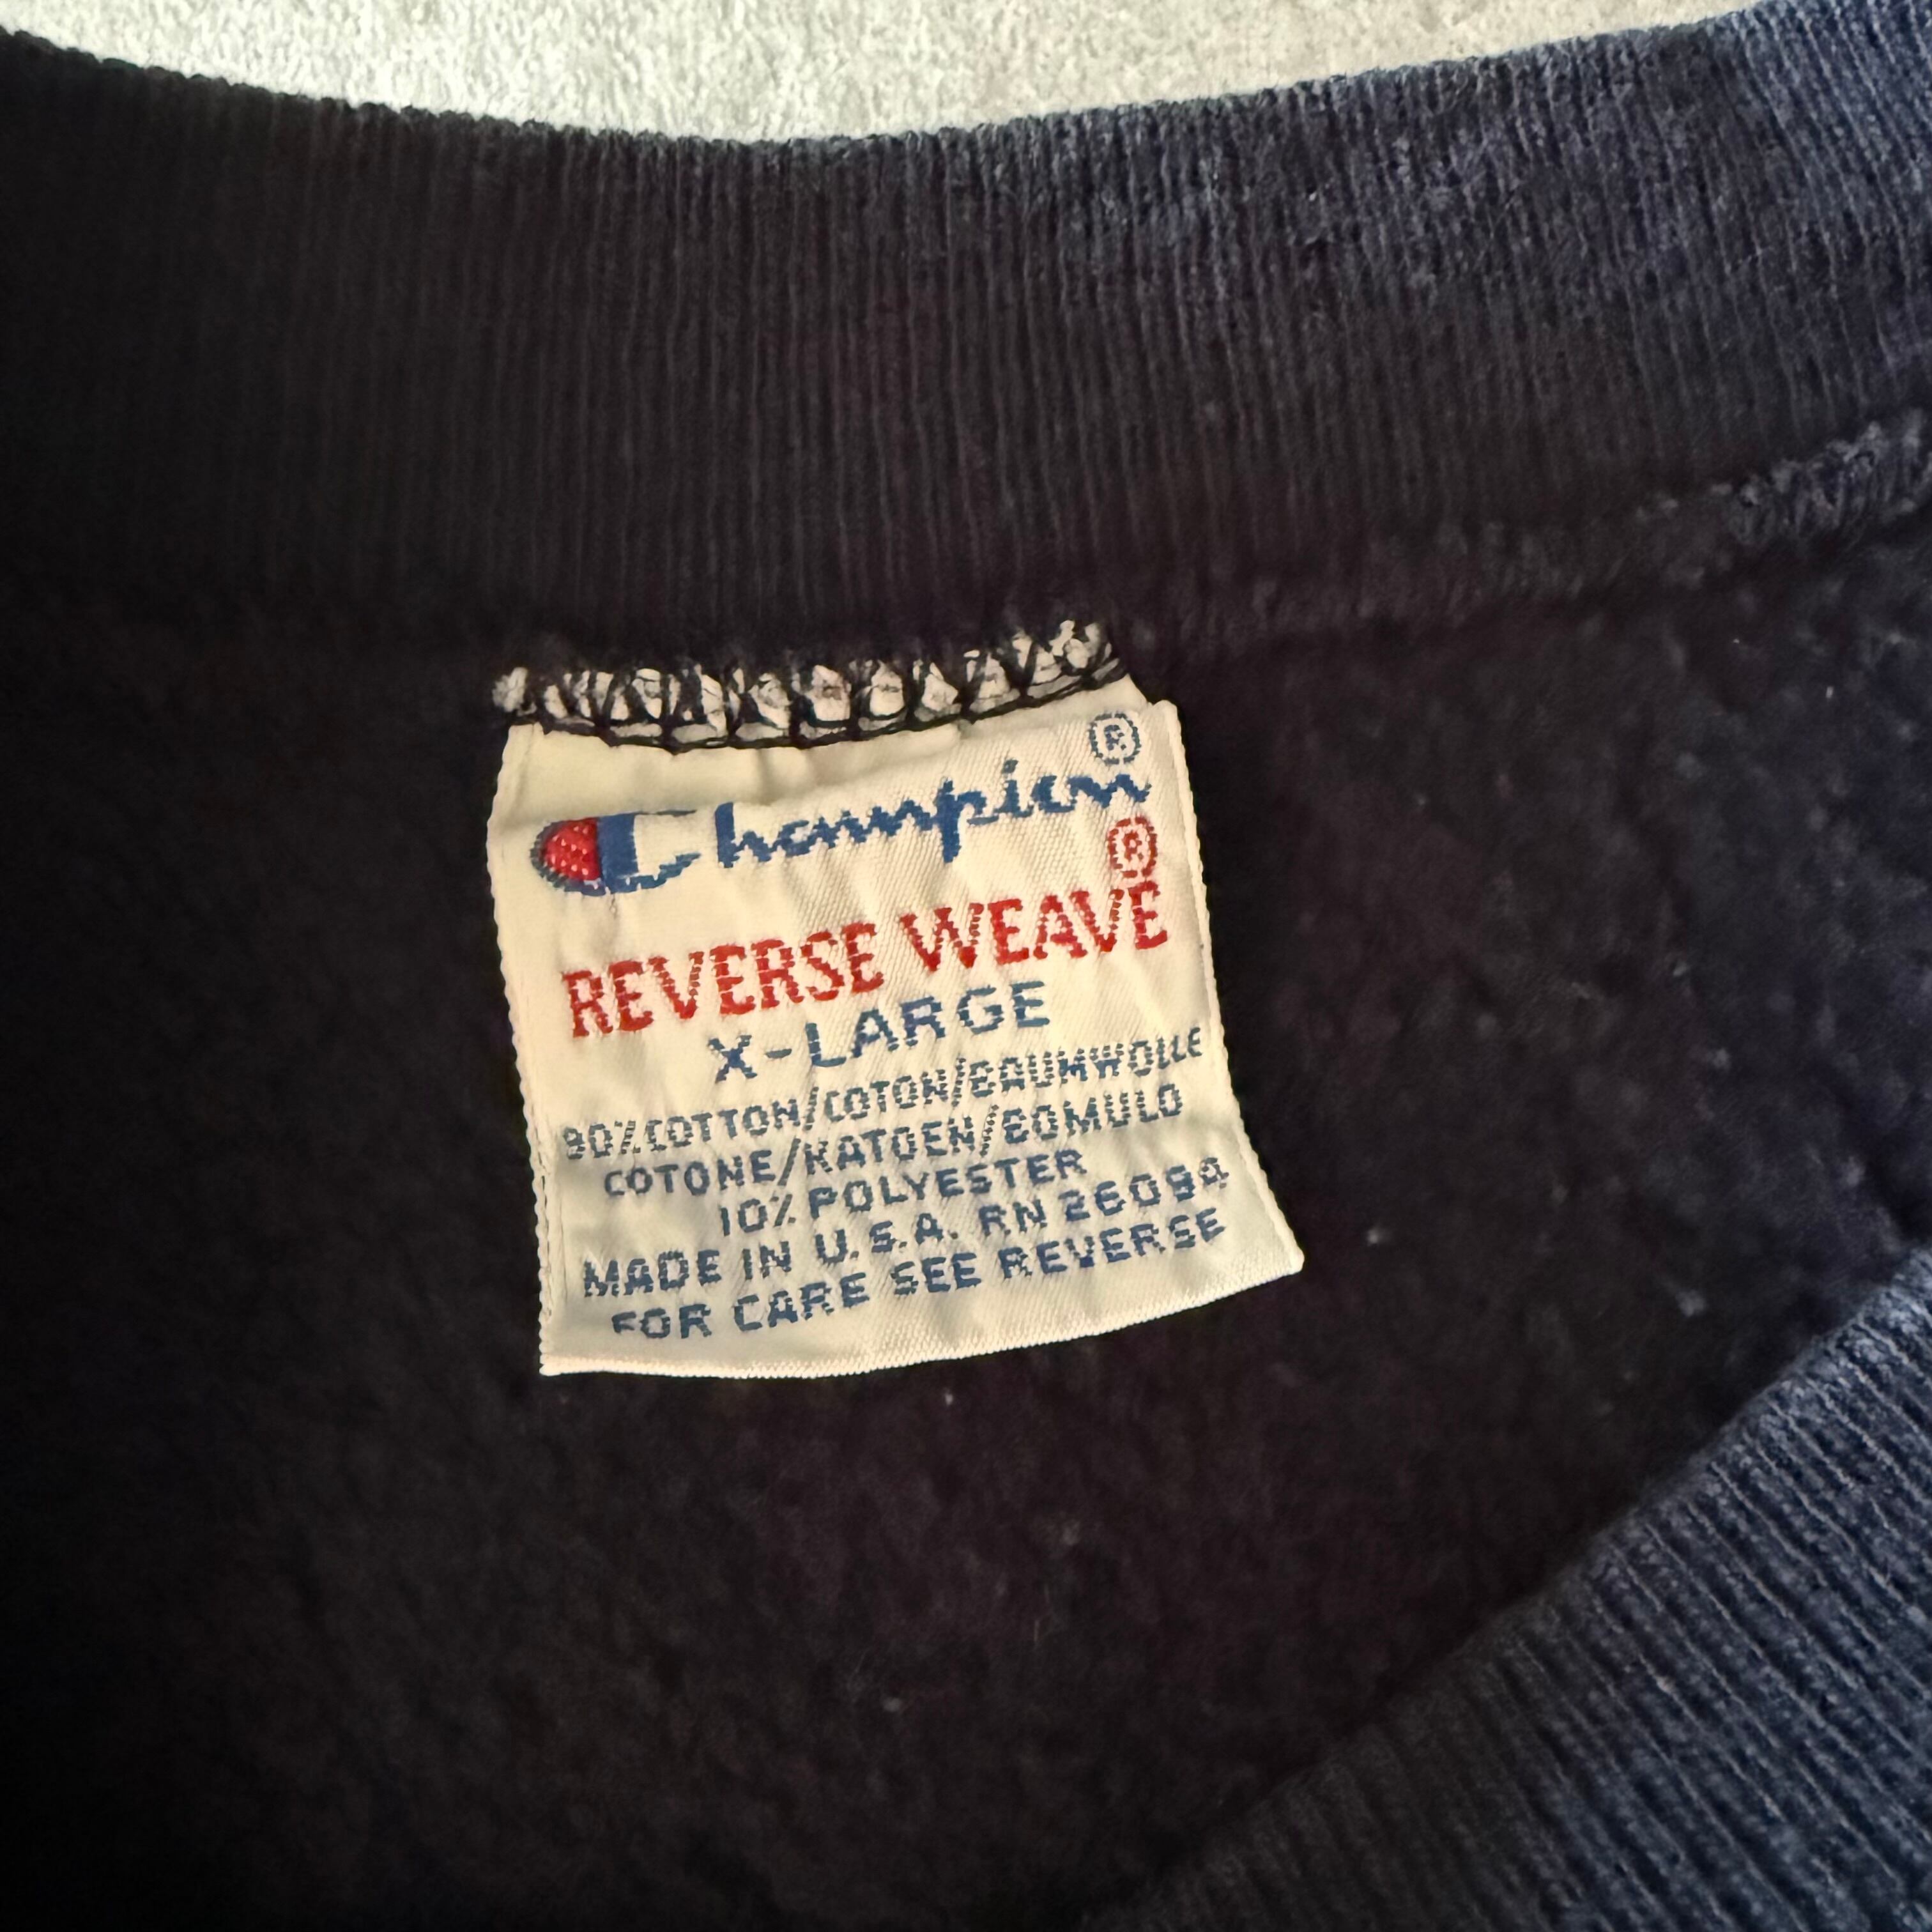 Champion®
®
REVERSE WEAVE
X-LARGE
90% COTTON/COTON/BAUMWOLLE
COTONE/KATOEN/BOMULD
10% POLYESTER
MADE IN U.S.A. RN 26094
FOR CARE SEE REVERSE